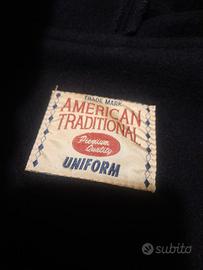 TRADE MARK
AMERICAN
TRADITIONAL
Premium
Quality
UNIFORM
subito